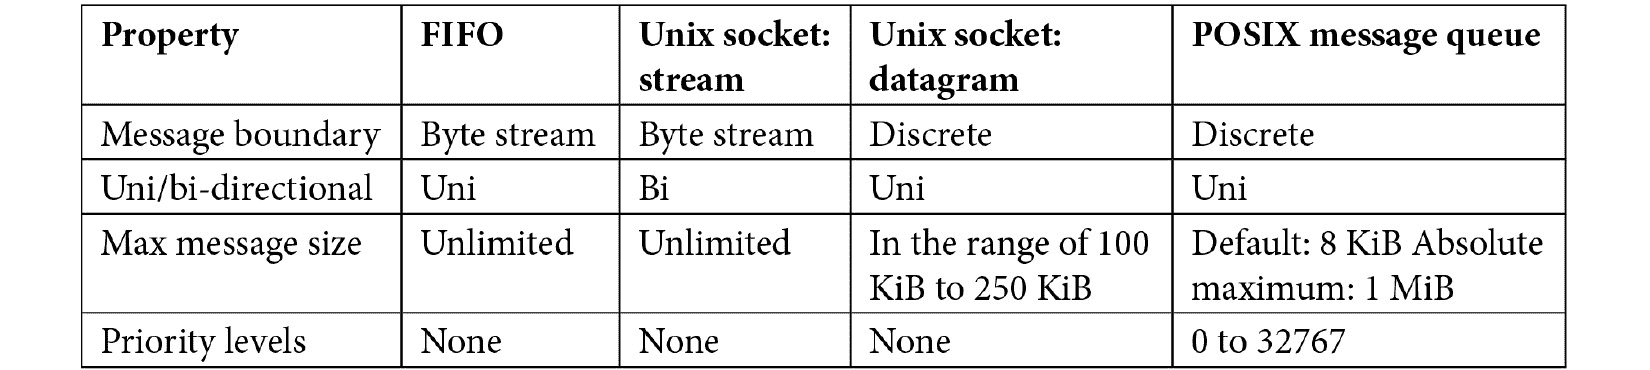 Property FIFO Unix socket: Unix socket: POSIX message queue
stream datagram
Message boundary Byte stream Byte stream Discrete Discrete
Uni/bi-directional Uni Bi Uni Uni
Max message size Unlimited Unlimited In the range of 100 Default: 8 KiB Absolute
KiB to 250 KiB maximum: 1 MiB
Priority levels None None None 0 to 32767